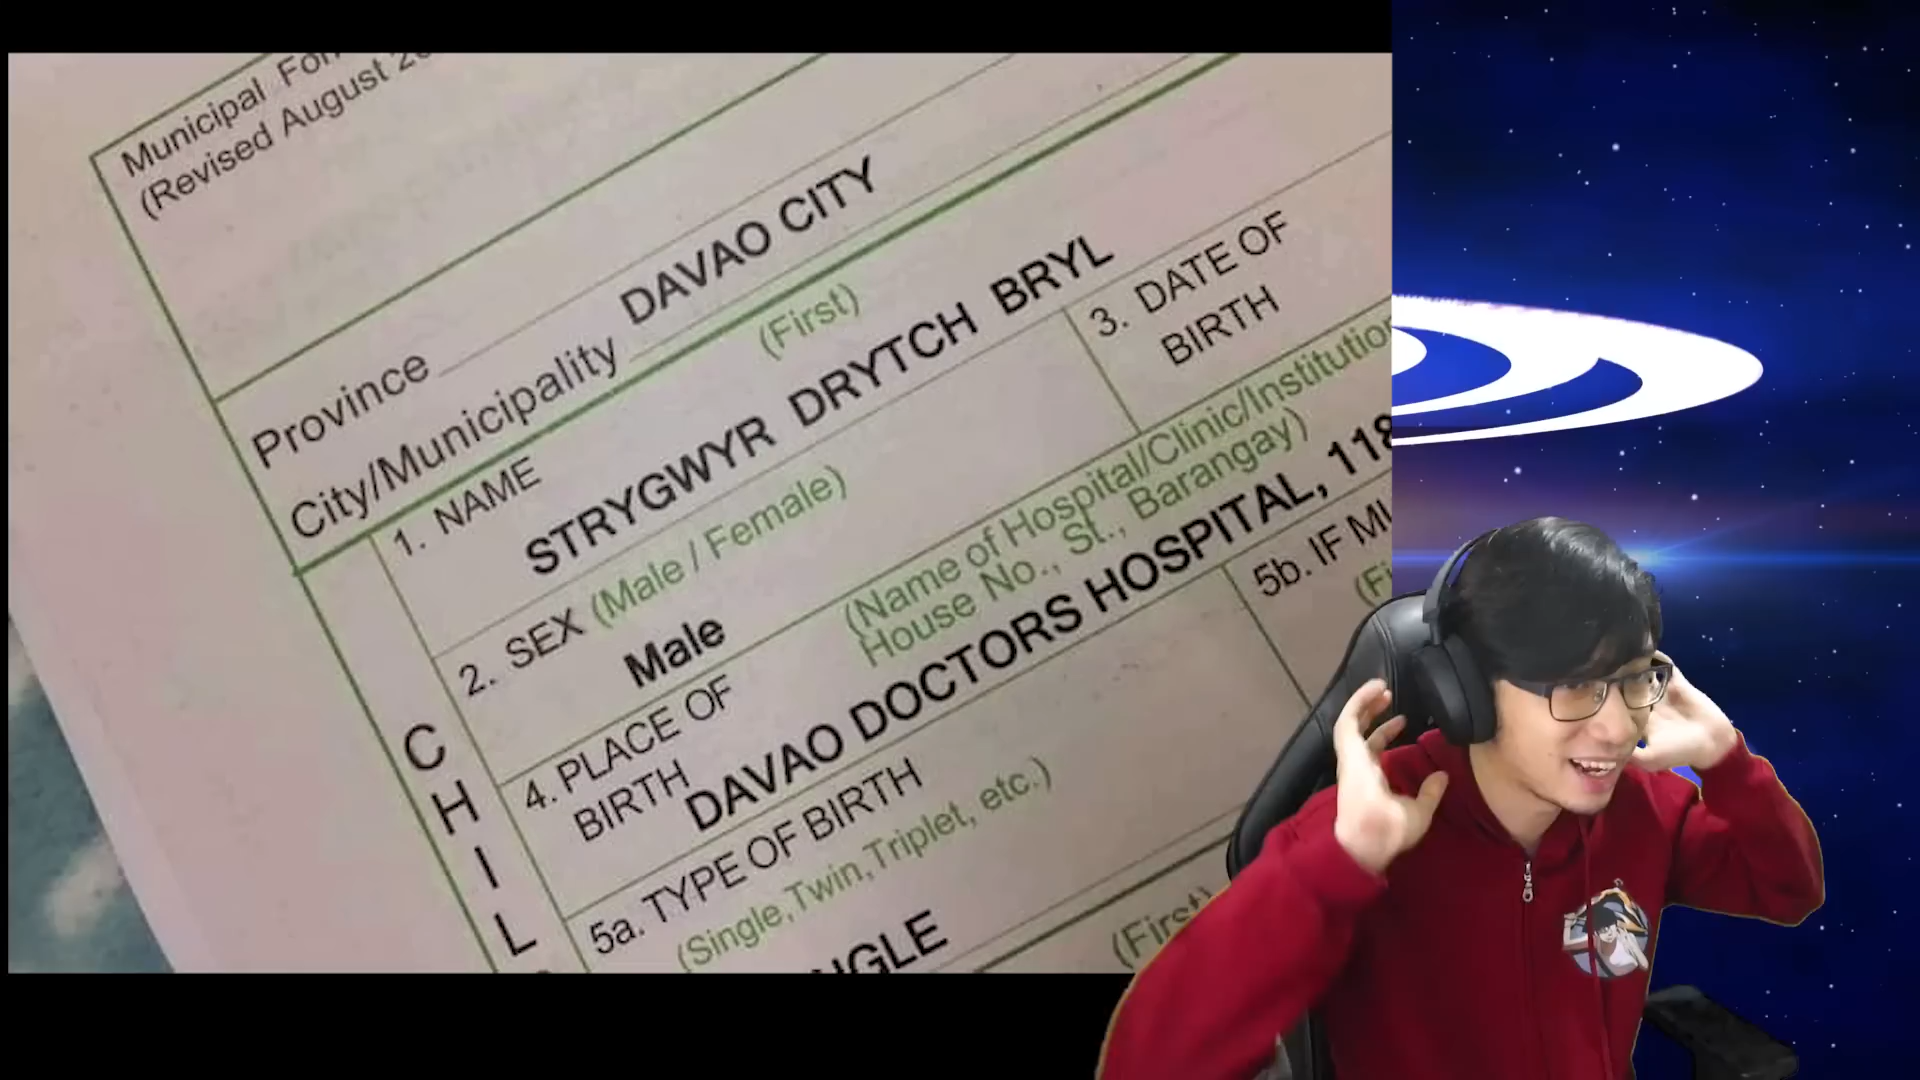 Municipal
(Revised August
Province
DAVAO CITY
City/Municipality
(First)
1. NAME
STRYGWYR DRYTCH BRYL
2. SEX (Male / Female)
Male
3. DATE OF
BIRTH
4. PLACE OF
BIRTH
(Name of Hospital/Clinic/Institution
House No., St., Barangay)
DAVAO DOCTORS HOSPITAL, 118
5a. TYPE OF BIRTH
(Single, Twin, Triplet, etc.)
5b. IF
(First)
CHIL